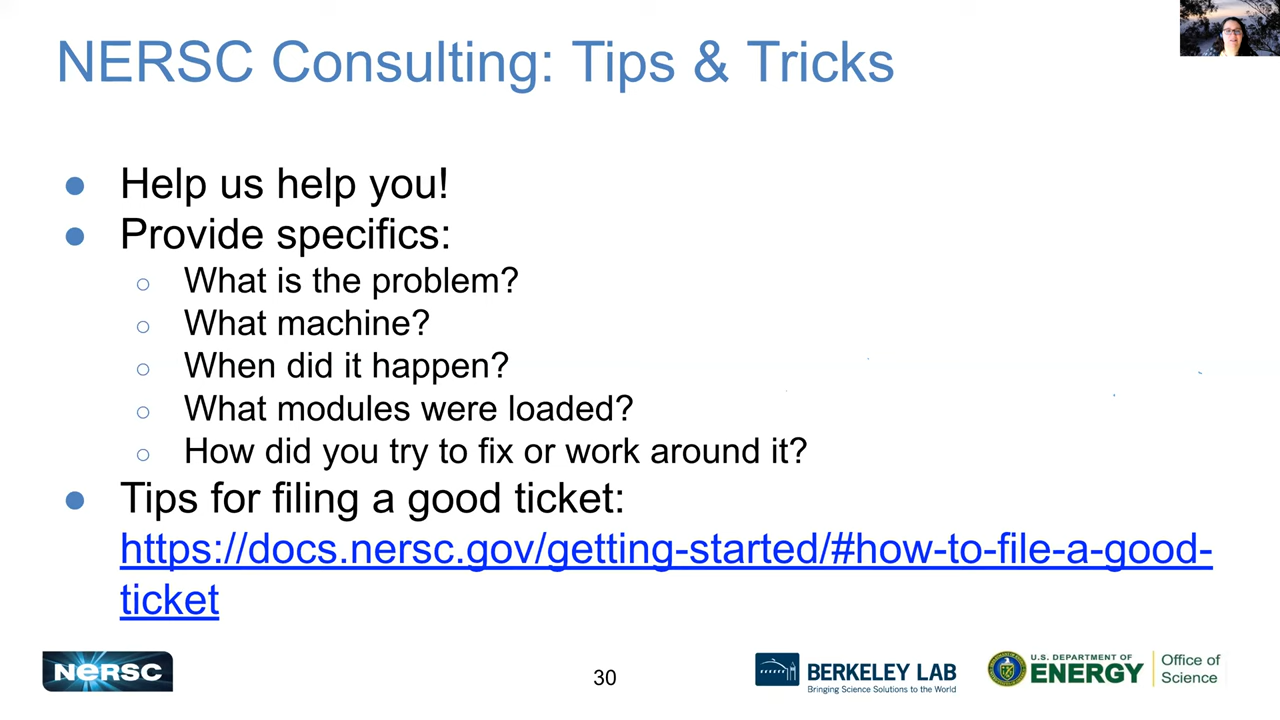 NERSC Consulting: Tips & Tricks
● Help us help you!
● Provide specifics:
○ What is the problem?
○ What machine?
○ When did it happen?
○ What modules were loaded?
○ How did you try to fix or work around it?
● Tips for filing a good ticket:
https://docs.nersc.gov/getting-started/#how-to-file-a-good-
ticket
NERSC
30
BERKELEY LAB
Bringing Science Solutions to the World
U.S. DEPARTMENT OF
ENERGY
Office of
Science